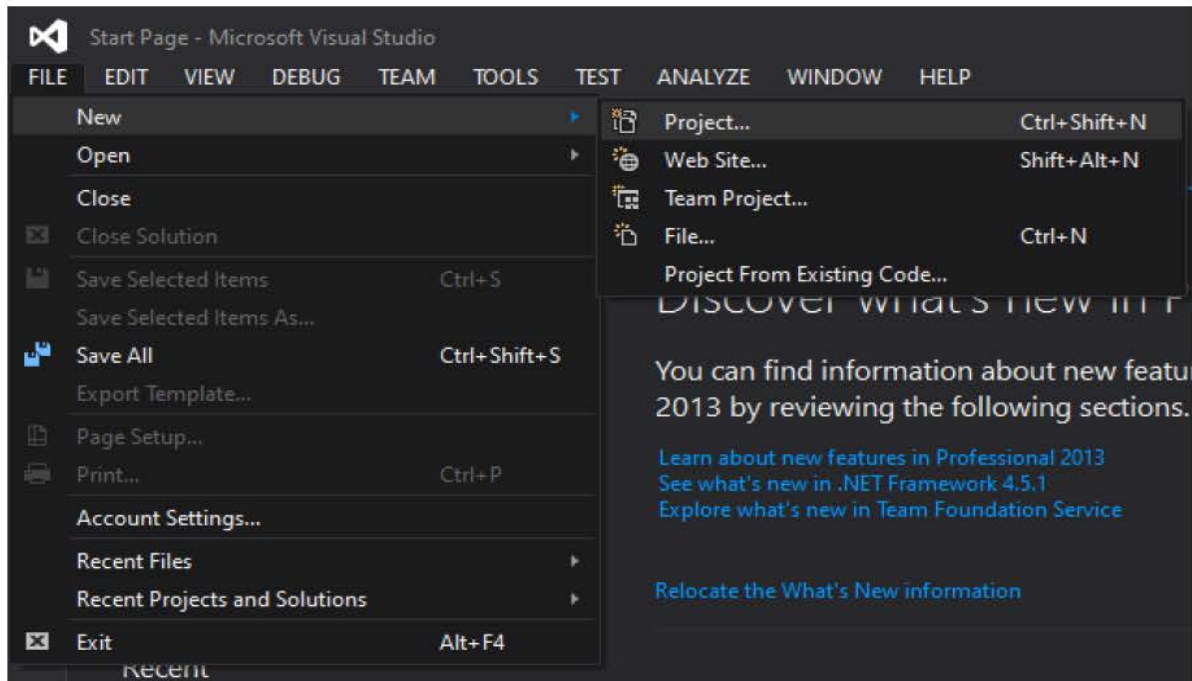 Start Page - Microsoft Visual Studio
FILE EDIT VIEW DEBUG TEAM TOOLS TEST ANALYZE WINDOW HELP
New
Open
Close
Close Solution
Save Selected Items Ctrl+S
Save Selected Items As...
Save All Ctrl+Shift+S
Export Template...
Page Setup...
Print... Ctrl+P
Account Settings...
Recent Files
Recent Projects and Solutions
Exit Alt+F4
Recent
Project... Ctrl+Shift+N
Web Site... Shift+Alt+N
Team Project...
File... Ctrl+N
Project From Existing Code...
Discover what's new in P
You can find information about new featu
2013 by reviewing the following sections.
Learn about new features in Professional 2013
See what's new in .NET Framework 4.5.1
Explore what's new in Team Foundation Service
Relocate the What's New information